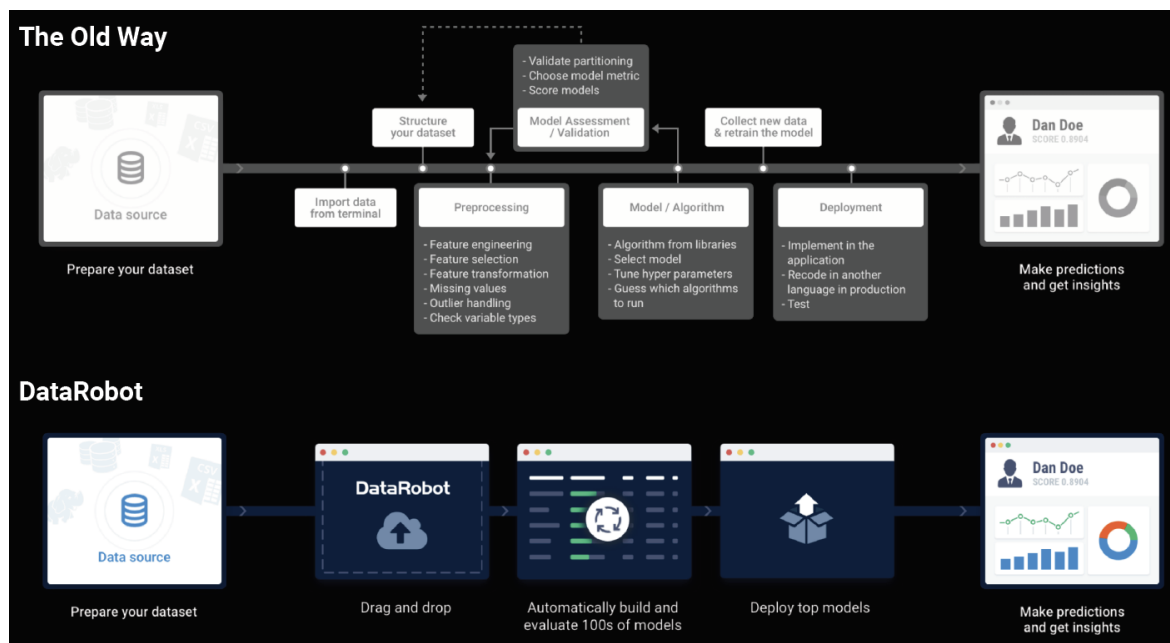 The Old Way
- Validate partitioning
- Choose model metric
- Score models
Structure
your dataset
Model Assessment
/ Validation
Collect new data
& retrain the model
Dan Doe
SCORE 0.8904
CSV
X
X
Data source
Import data
from terminal
Preprocessing
- Feature engineering
- Feature selection
- Feature transformation
- Missing values
- Outlier handling
- Check variable types
Model / Algorithm
- Algorithm from libraries
- Select model
- Tune hyper parameters
- Guess which algorithms
to run
Deployment
- Implement in the
application
- Recode in another
language in production
- Test
Prepare your dataset
Make predictions
and get insights
DataRobot
CSV
X
X
Data source
DataRobot
Dan Doe
SCORE 0.8904
Prepare your dataset
Drag and drop
Automatically build and
evaluate 100s of models
Deploy top models
Make predictions
and get insights